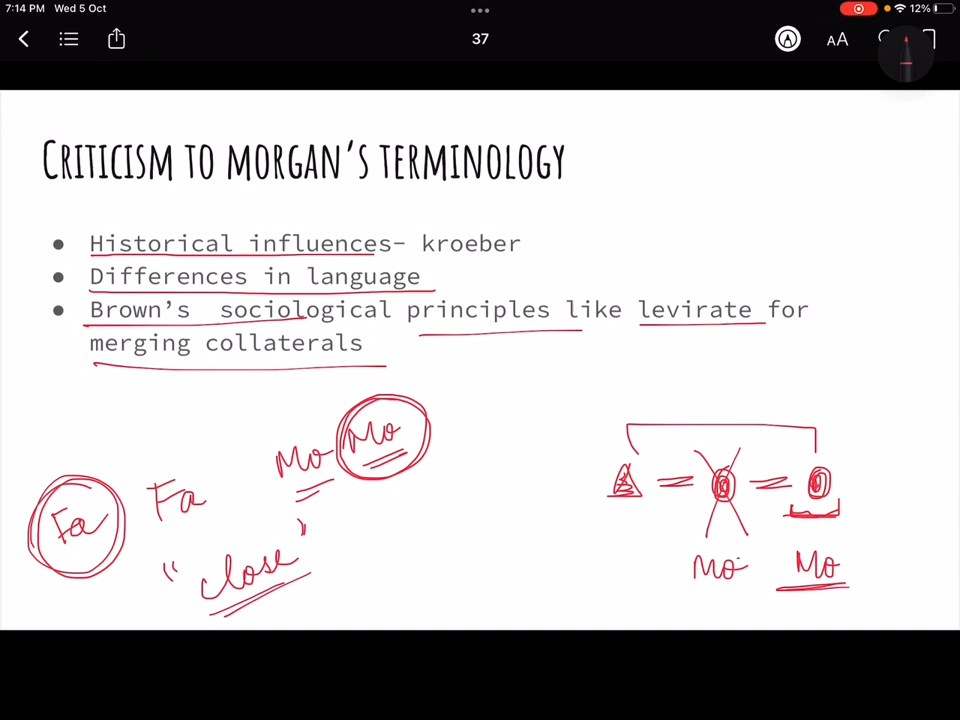 7:14 PM Wed 5 Oct
12%
37
AA
CRITICISM TO MORGAN'S TERMINOLOGY
● Historical influences- kroeber
● Differences in language
● Brown's sociological principles like levirate for
merging collaterals
Fa Fa Mo Mo
"close"
Mo Mo